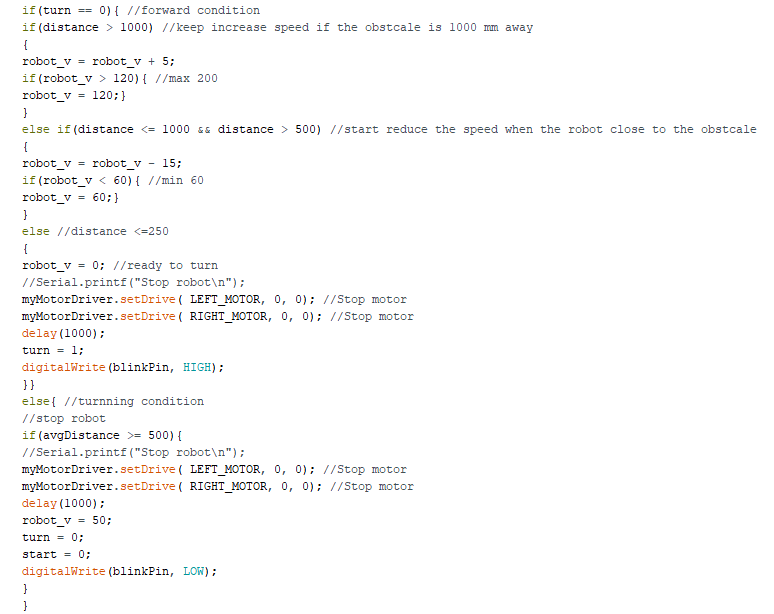 if(turn == 0){ //forward condition
if(distance > 1000) //keep increase speed if the obstcale is 1000 mm away
{
robot_v = robot_v + 5;
if(robot_v > 120){ //max 200
robot_v = 120;}
}
else if(distance <= 1000 && distance > 500) //start reduce the speed when the robot close to the obstcale
{
robot_v = robot_v - 15;
if(robot_v < 60){ //min 60
robot_v = 60;}
}
else //distance <=250
{
robot_v = 0; //ready to turn
//Serial.printf("Stop robot\n");
myMotorDriver.setDrive( LEFT_MOTOR, 0, 0); //Stop motor
myMotorDriver.setDrive( RIGHT_MOTOR, 0, 0); //Stop motor
delay(1000);
turn = 1;
digitalWrite(blinkPin, HIGH);
}}
else{ //turnning condition
//stop robot
if(avgDistance >= 500){
//Serial.printf("Stop robot\n");
myMotorDriver.setDrive( LEFT_MOTOR, 0, 0); //Stop motor
myMotorDriver.setDrive( RIGHT_MOTOR, 0, 0); //Stop motor
delay(1000);
robot_v = 50;
turn = 0;
start = 0;
digitalWrite(blinkPin, LOW);
}
}